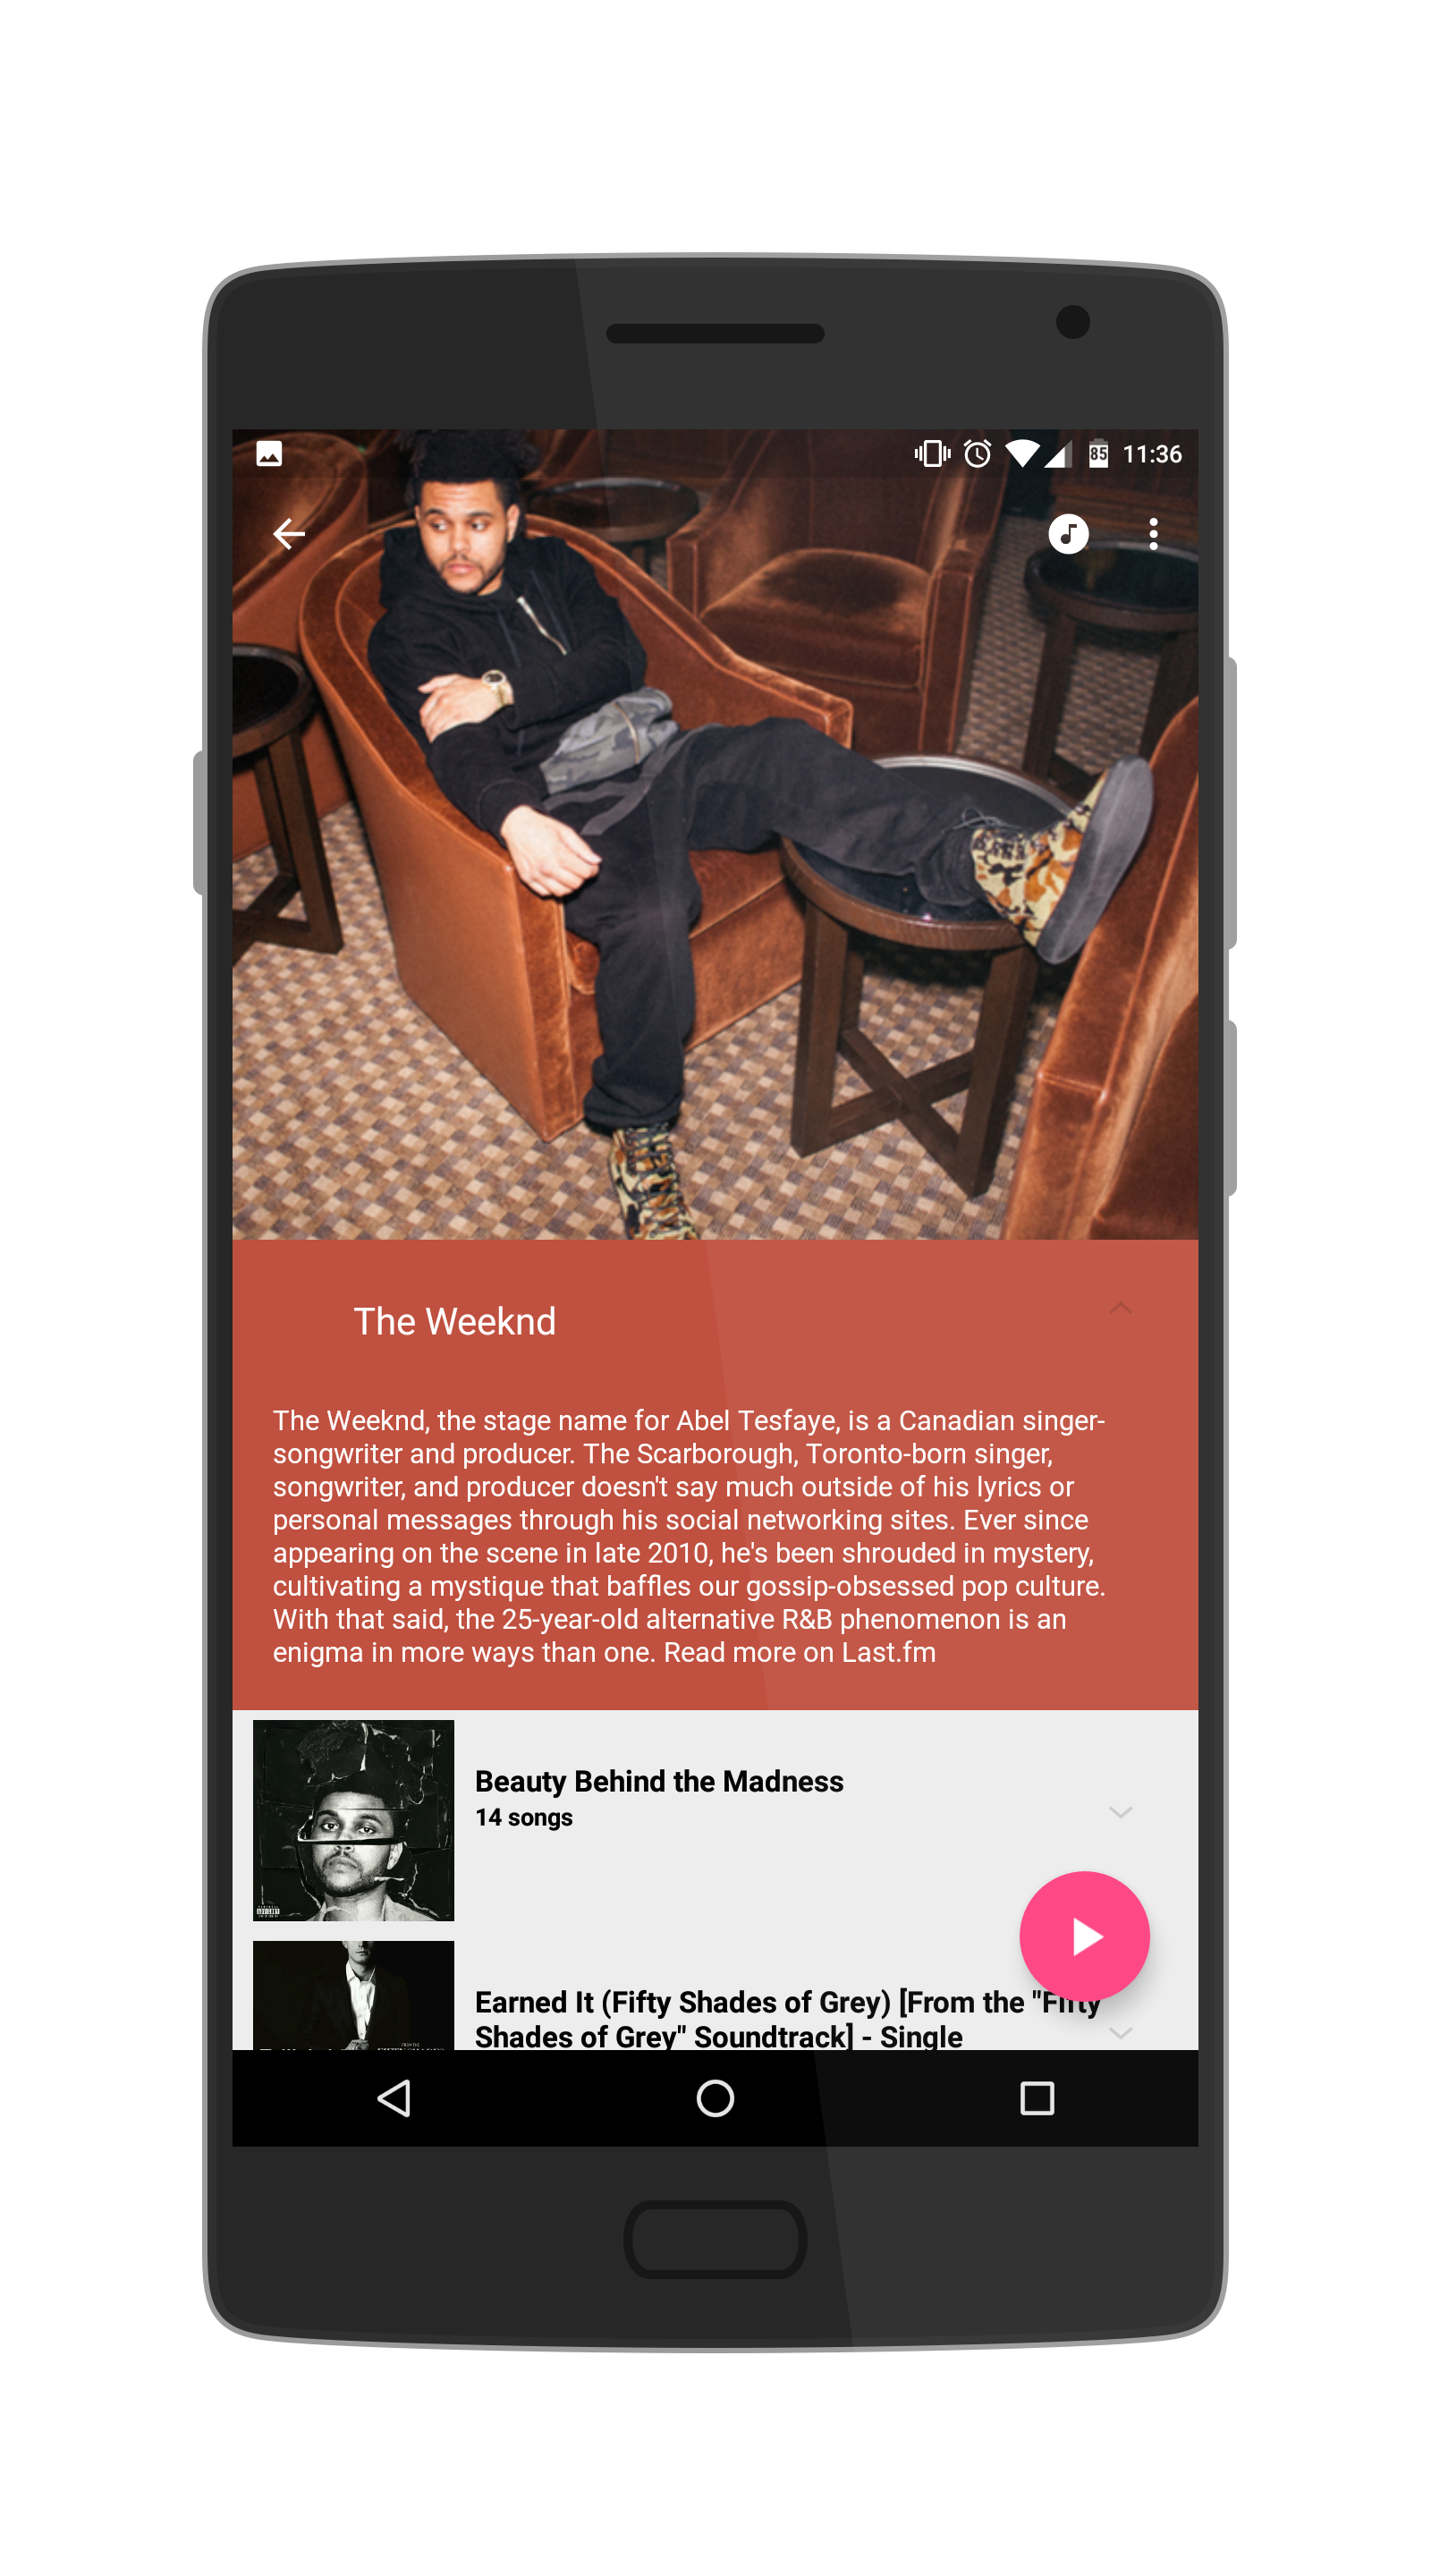 85 11:36
The Weeknd
The Weeknd, the stage name for Abel Tesfaye, is a Canadian singer-
songwriter and producer. The Scarborough, Toronto-born singer,
songwriter, and producer doesn't say much outside of his lyrics or
personal messages through his social networking sites. Ever since
appearing on the scene in late 2010, he's been shrouded in mystery,
cultivating a mystique that baffles our gossip-obsessed pop culture.
With that said, the 25-year-old alternative R&B phenomenon is an
enigma in more ways than one. Read more on Last.fm
Beauty Behind the Madness
14 songs
Earned It (Fifty Shades of Grey) [From the "Fifty
Shades of Grey" Soundtrack] - Single